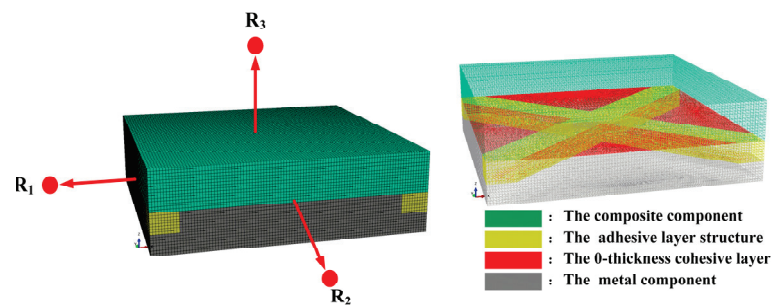 R3
R1
R2
: The composite component
: The adhesive layer structure
: The 0-thickness cohesive layer
: The metal component